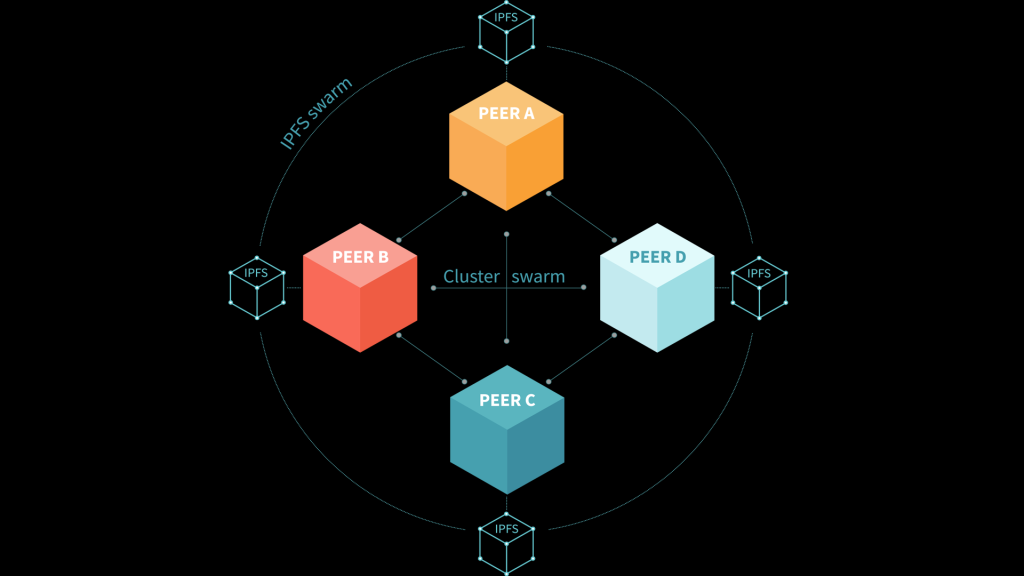 IPFS
IPFS swarm
PEER A
PEER B
PEER D
IPFS
Cluster swarm
IPFS
PEER C
IPFS